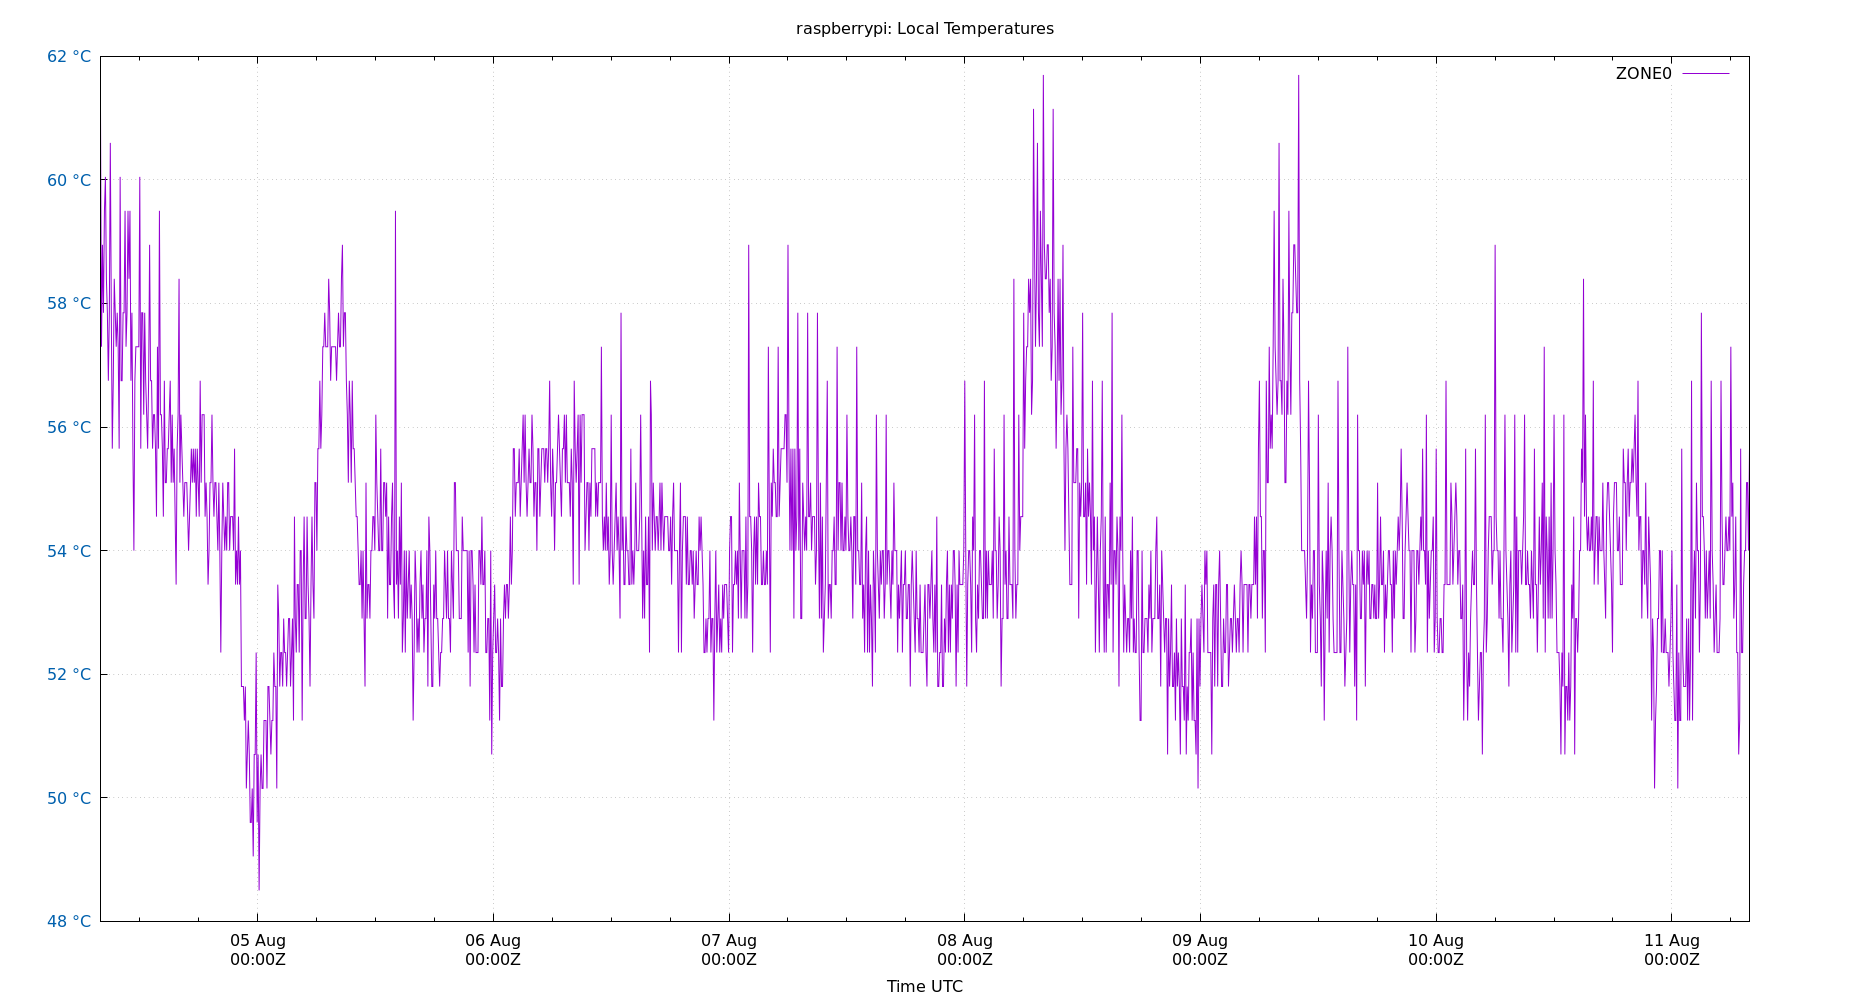 raspberrypi: Local Temperatures
62 °C
ZONE0
60 °C
58 °C
56 °C
54 °C
52 °C
50 °C
48 °C
05 Aug
00:00Z
06 Aug
00:00Z
07 Aug
00:00Z
08 Aug
00:00Z
09 Aug
00:00Z
10 Aug
00:00Z
11 Aug
00:00Z
Time UTC